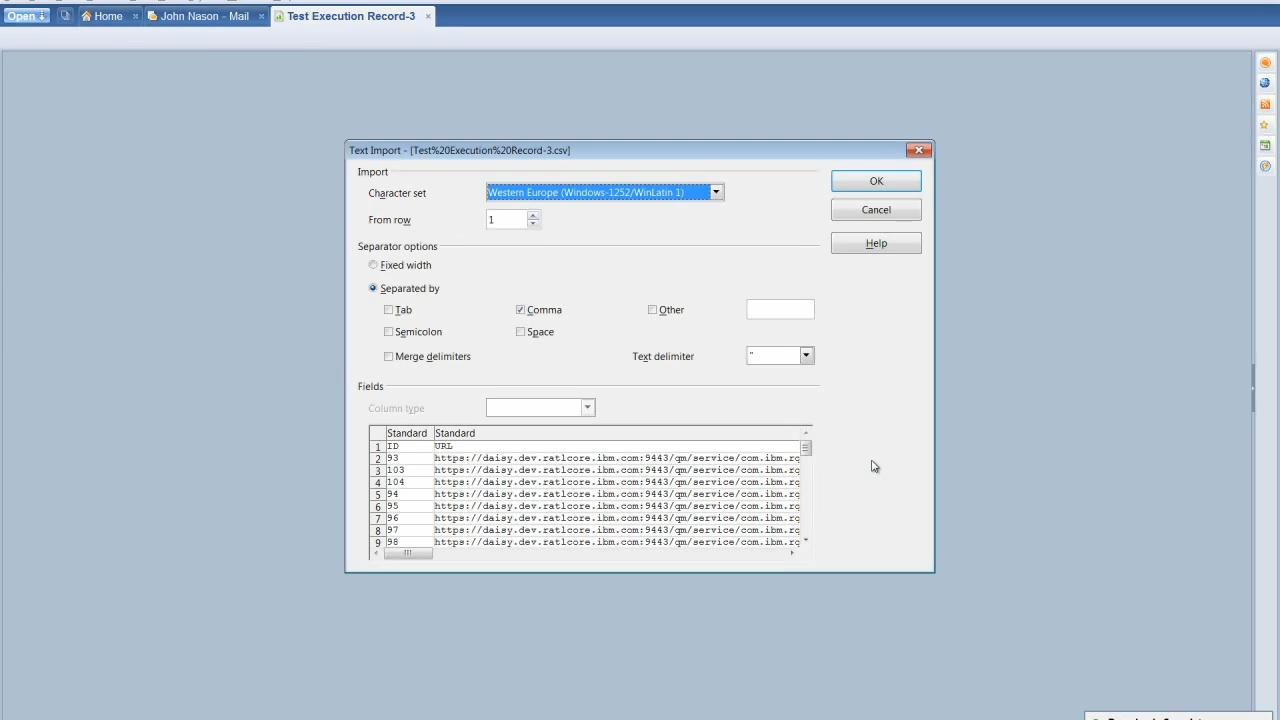 Open Home John Nason - Mail Test Execution Record-3
Text Import - [Test%20Execution%20Record-3.csv]
Import
Character set Western Europe (Windows-1252/WinLatin 1)
From row 1
OK
Cancel
Help
Separator options
Fixed width
Separated by
Tab Comma Other
Semicolon Space
Merge delimiters Text delimiter "
Fields
Column type
Standard Standard
1 ID URL
2 93 https://daisy.dev.ratlcore.ibm.com:9443/qm/service/com.ibm.rq
3 103 https://daisy.dev.ratlcore.ibm.com:9443/qm/service/com.ibm.rq
4 104 https://daisy.dev.ratlcore.ibm.com:9443/qm/service/com.ibm.rq
5 94 https://daisy.dev.ratlcore.ibm.com:9443/qm/service/com.ibm.rq
6 95 https://daisy.dev.ratlcore.ibm.com:9443/qm/service/com.ibm.rq
7 96 https://daisy.dev.ratlcore.ibm.com:9443/qm/service/com.ibm.rq
8 97 https://daisy.dev.ratlcore.ibm.com:9443/qm/service/com.ibm.rq
9 98 https://daisy.dev.ratlcore.ibm.com:9443/qm/service/com.ibm.rq